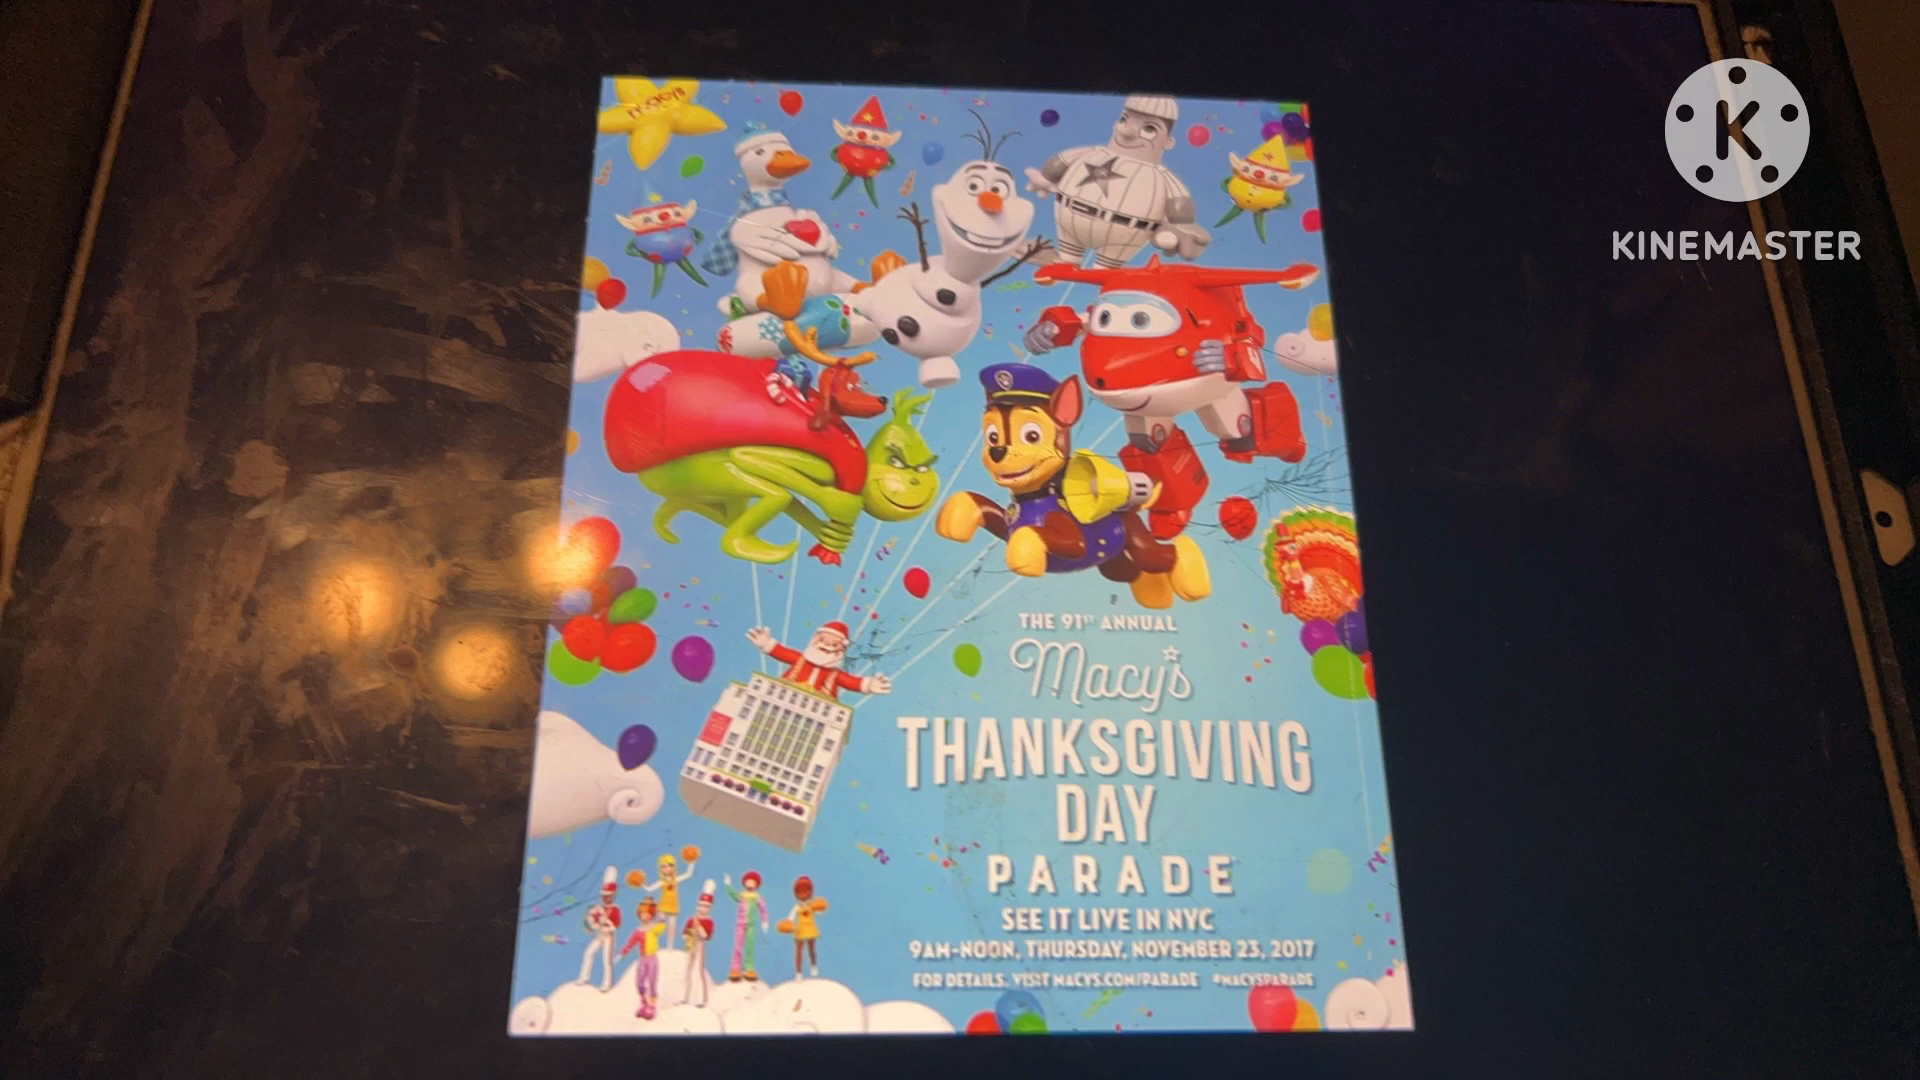 macy's
K
KINEMASTER
THE 91ST ANNUAL
Macy's
THANKSGIVING
DAY
PARADE
SEE IT LIVE IN NYC
9AM-NOON, THURSDAY, NOVEMBER 23, 2017
FOR DETAILS, VISIT MACYS.COM/PARADE #MACYSPARADE